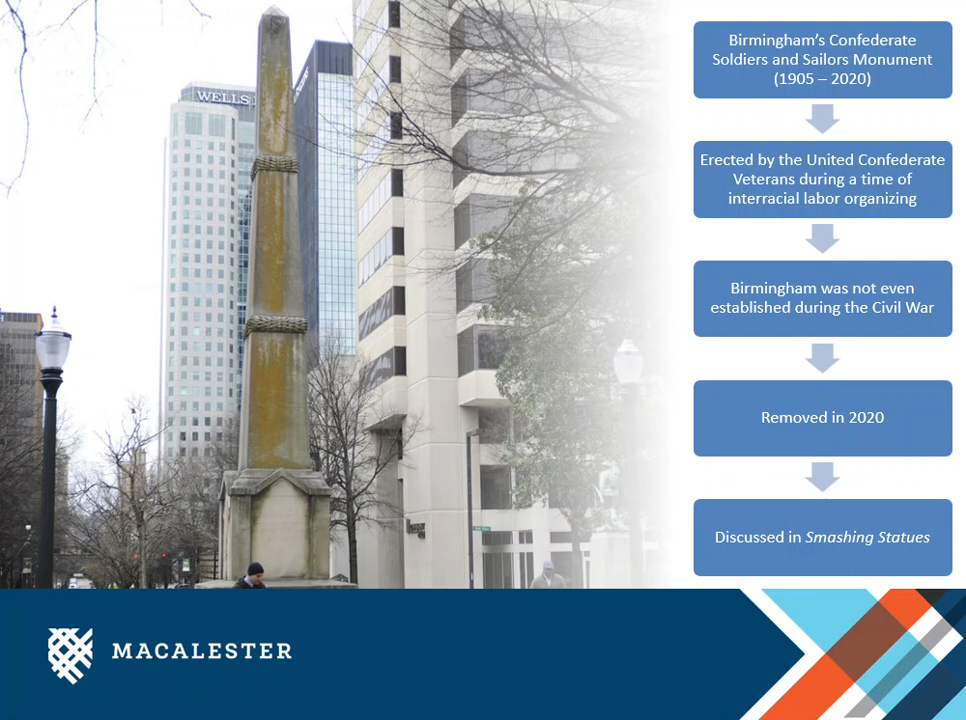 WELLS
Birmingham’s Confederate
Soldiers and Sailors Monument
(1905 – 2020)
Erected by the United Confederate
Veterans during a time of
interracial labor organizing
Birmingham was not even
established during the Civil War
Removed in 2020
Discussed in Smashing Statues
MACALESTER